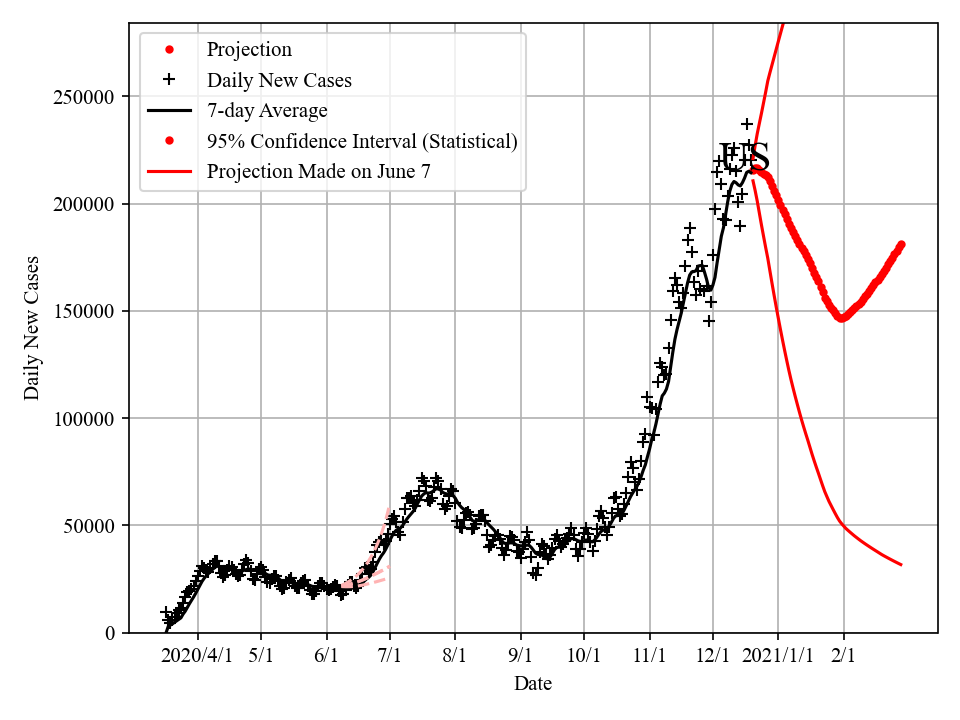 Projection
Daily New Cases
7-day Average
95% Confidence Interval (Statistical)
Projection Made on June 7
US
250000
200000
150000
100000
50000
0
Daily New Cases
2020/4/1 5/1 6/1 7/1 8/1 9/1 10/1 11/1 12/1 2021/1/1 2/1
Date